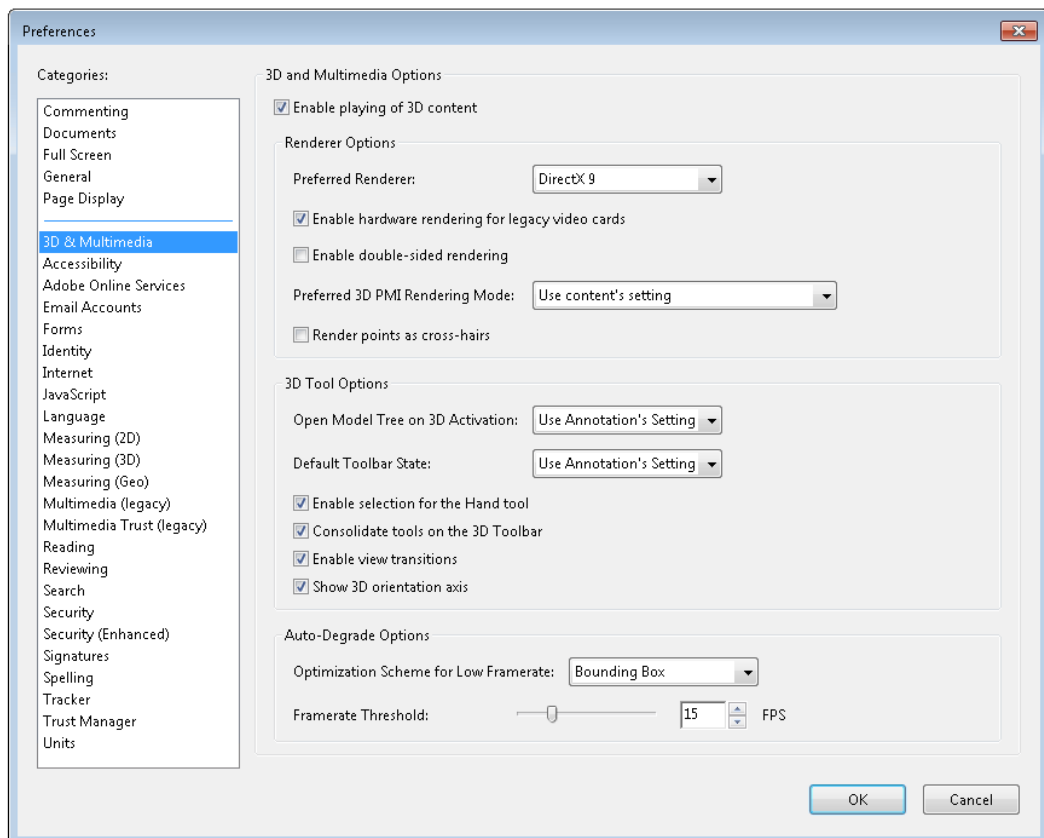 Preferences
Categories:
Commenting
Documents
Full Screen
General
Page Display
3D & Multimedia
Accessibility
Adobe Online Services
Email Accounts
Forms
Identity
Internet
JavaScript
Language
Measuring (2D)
Measuring (3D)
Measuring (Geo)
Multimedia (legacy)
Multimedia Trust (legacy)
Reading
Reviewing
Search
Security
Security (Enhanced)
Signatures
Spelling
Tracker
Trust Manager
Units
3D and Multimedia Options
Enable playing of 3D content
Renderer Options
Preferred Renderer: DirectX 9
Enable hardware rendering for legacy video cards
Enable double-sided rendering
Preferred 3D PMI Rendering Mode: Use content's setting
Render points as cross-hairs
3D Tool Options
Open Model Tree on 3D Activation: Use Annotation's Setting
Default Toolbar State: Use Annotation's Setting
Enable selection for the Hand tool
Consolidate tools on the 3D Toolbar
Enable view transitions
Show 3D orientation axis
Auto-Degrade Options
Optimization Scheme for Low Framerate: Bounding Box
Framerate Threshold: 15 FPS
OK Cancel